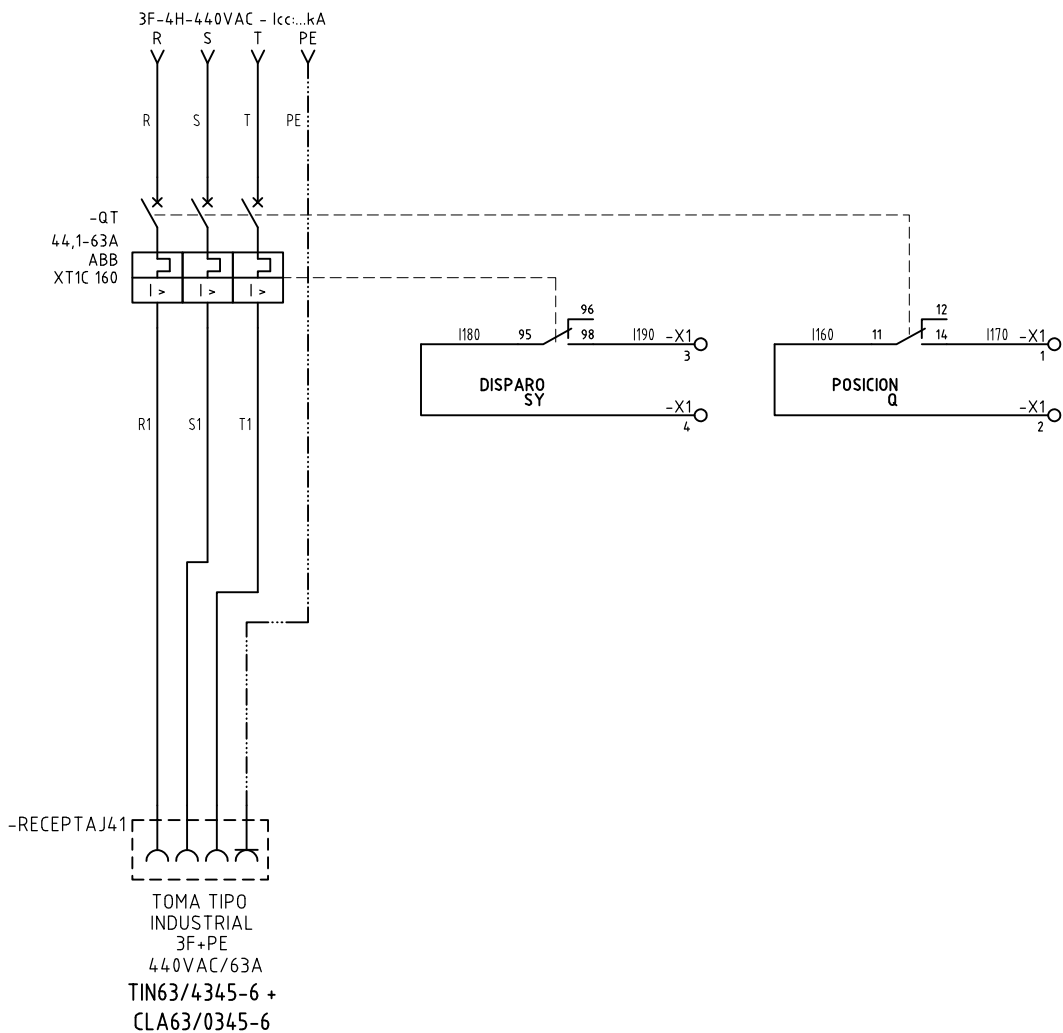 3F-4H-440VAC - Icc:...kA
R S T PE
R S T PE
-QT
44,1-63A
ABB
XT1C 160
I > I > I >
96
I180 95 98 I190 -X1
3
DISPARO
SY
-X1
4
12
I160 11 14 I170 -X1
1
POSICION
Q
-X1
2
R1 S1 T1
-RECEPTAJ41
TOMA TIPO
INDUSTRIAL
3F+PE
440VAC/63A
TIN63/4345-6 +
CLA63/0345-6